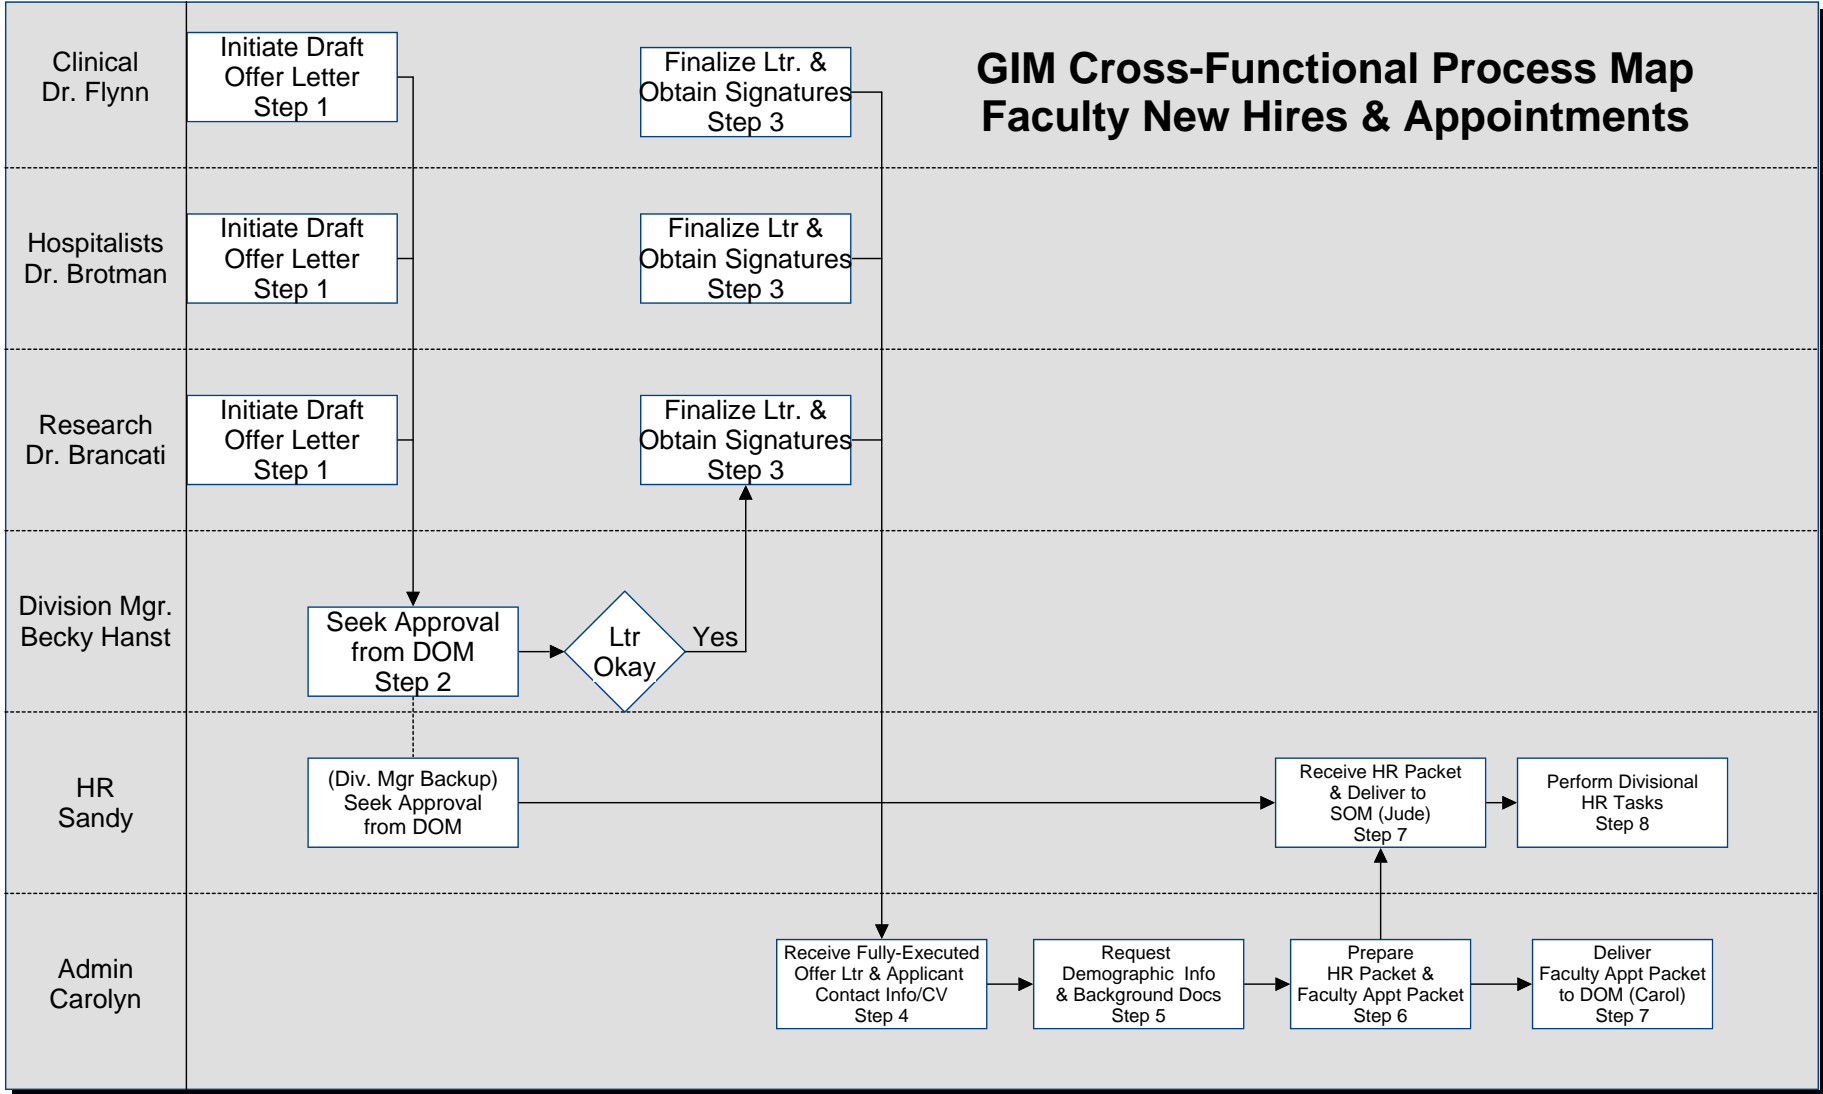 GIM Cross-Functional Process Map
Faculty New Hires & Appointments
Clinical
Dr. Flynn
Initiate Draft
Offer Letter
Step 1
Finalize Ltr. &
Obtain Signatures
Step 3
Hospitalists
Dr. Brotman
Initiate Draft
Offer Letter
Step 1
Finalize Ltr &
Obtain Signatures
Step 3
Research
Dr. Brancati
Initiate Draft
Offer Letter
Step 1
Finalize Ltr. &
Obtain Signatures
Step 3
Division Mgr.
Becky Hanst
Seek Approval
from DOM
Step 2
Ltr
Okay
Yes
HR
Sandy
(Div. Mgr Backup)
Seek Approval
from DOM
Receive HR Packet
& Deliver to
SOM (Jude)
Step 7
Perform Divisional
HR Tasks
Step 8
Admin
Carolyn
Receive Fully-Executed
Offer Ltr & Applicant
Contact Info/CV
Step 4
Request
Demographic Info
& Background Docs
Step 5
Prepare
HR Packet &
Faculty Appt Packet
Step 6
Deliver
Faculty Appt Packet
to DOM (Carol)
Step 7